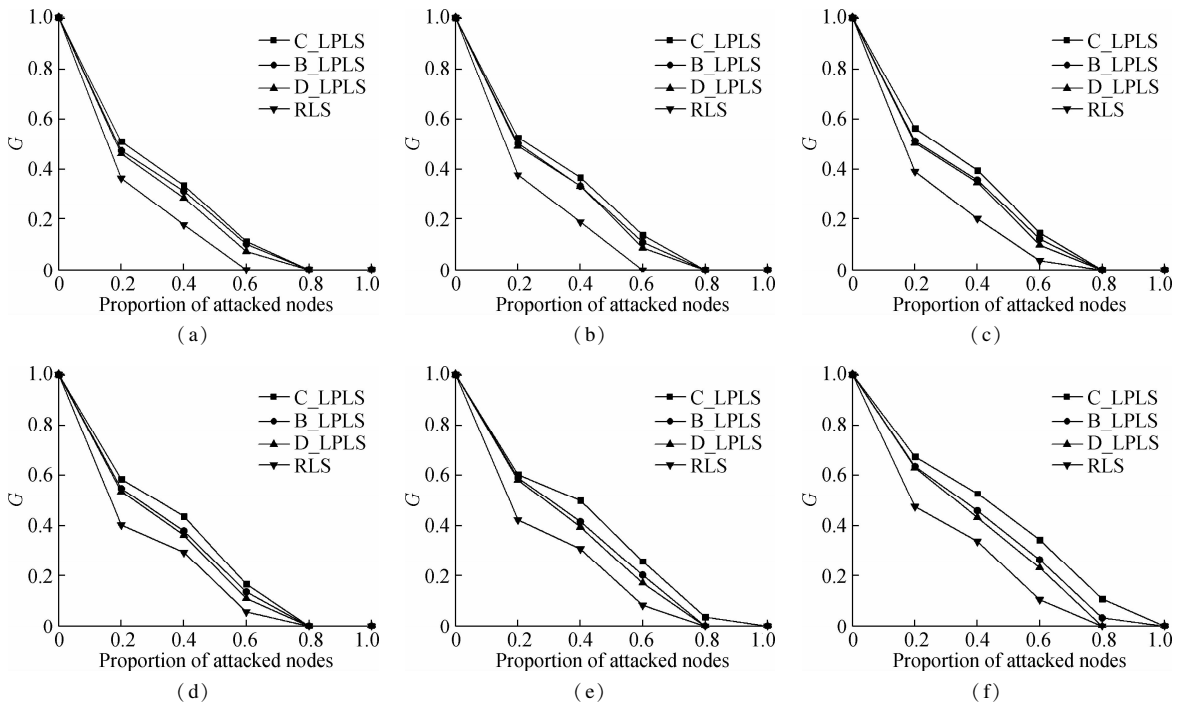 1.0
0.8
0.6
0.4
0.2
0
G
C_LPLS
B_LPLS
D_LPLS
RLS
0 0.2 0.4 0.6 0.8 1.0
Proportion of attacked nodes
(a)
1.0
0.8
0.6
0.4
0.2
0
G
C_LPLS
B_LPLS
D_LPLS
RLS
0 0.2 0.4 0.6 0.8 1.0
Proportion of attacked nodes
(b)
1.0
0.8
0.6
0.4
0.2
0
G
C_LPLS
B_LPLS
D_LPLS
RLS
0 0.2 0.4 0.6 0.8 1.0
Proportion of attacked nodes
(c)
1.0
0.8
0.6
0.4
0.2
0
G
C_LPLS
B_LPLS
D_LPLS
RLS
0 0.2 0.4 0.6 0.8 1.0
Proportion of attacked nodes
(d)
1.0
0.8
0.6
0.4
0.2
0
G
C_LPLS
B_LPLS
D_LPLS
RLS
0 0.2 0.4 0.6 0.8 1.0
Proportion of attacked nodes
(e)
1.0
0.8
0.6
0.4
0.2
0
G
C_LPLS
B_LPLS
D_LPLS
RLS
0 0.2 0.4 0.6 0.8 1.0
Proportion of attacked nodes
(f)